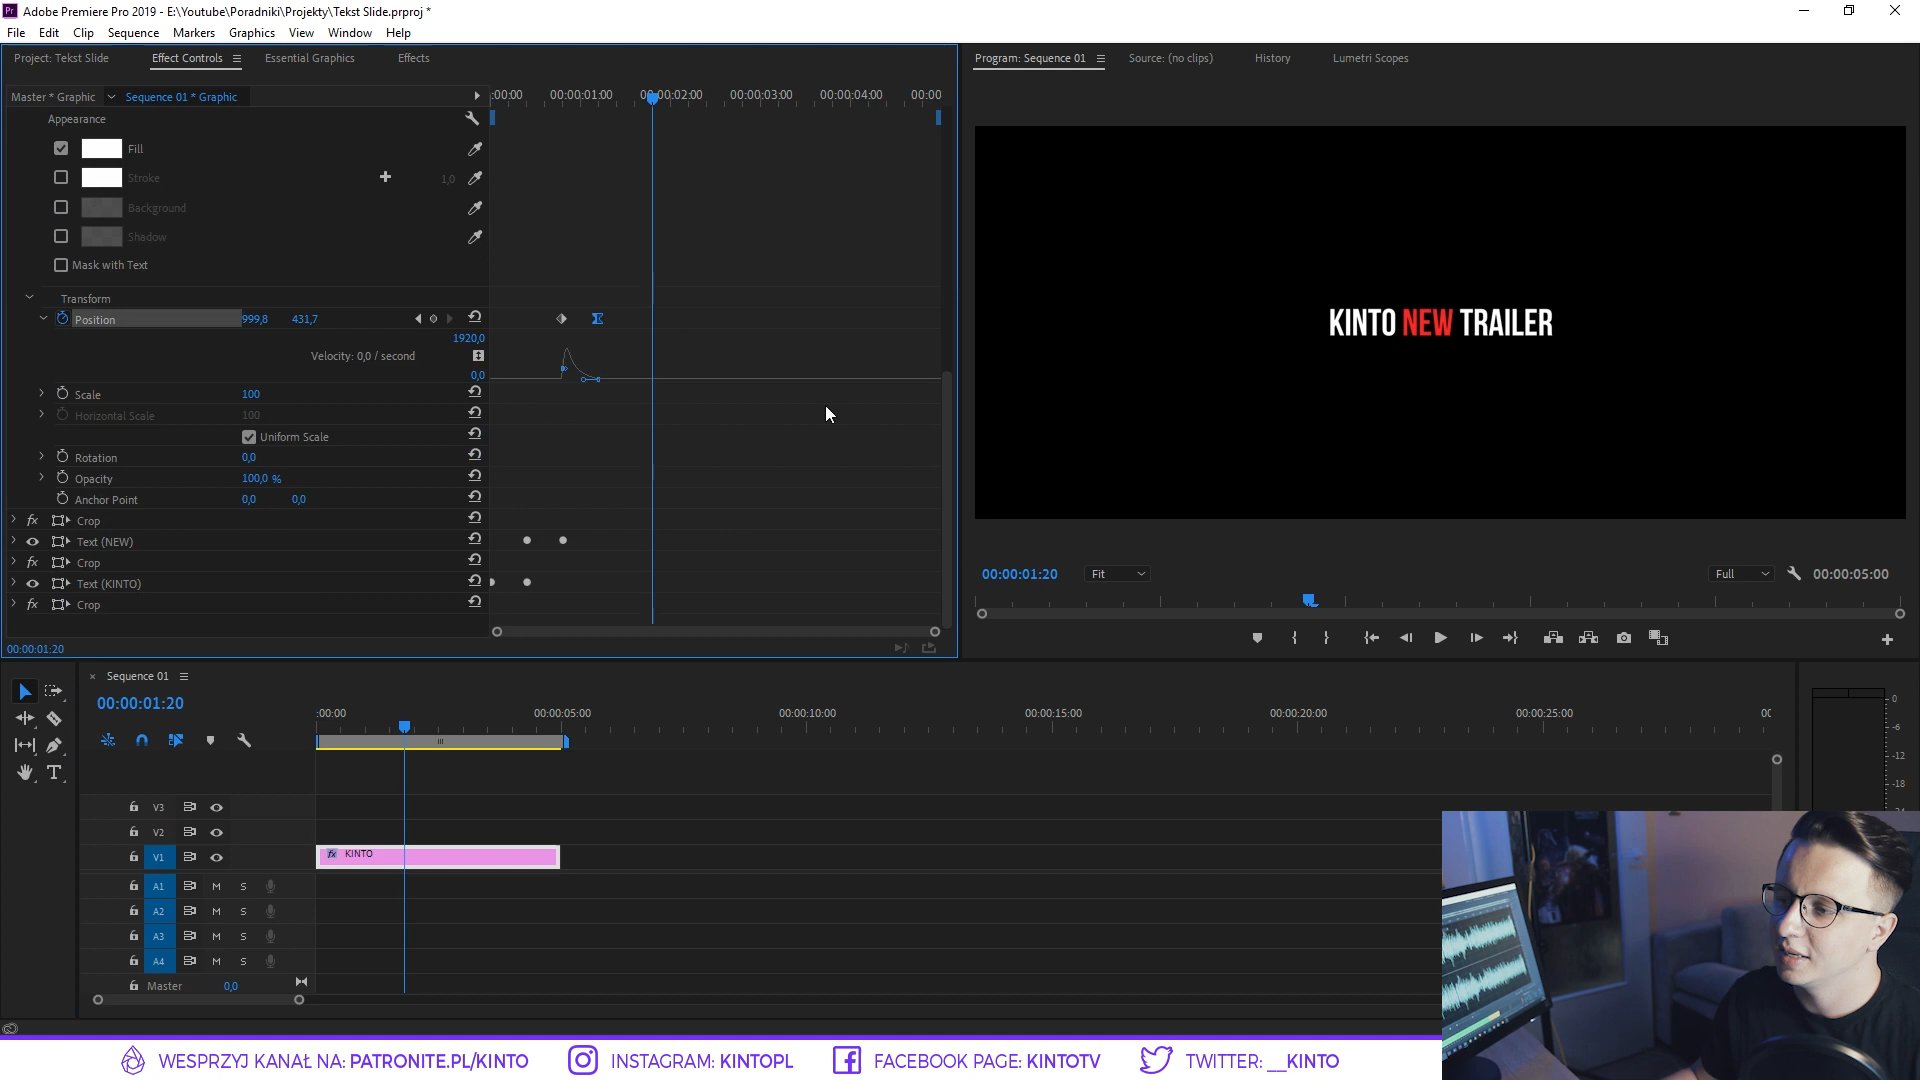 Adobe Premiere Pro 2019 - E:\Youtube\Poradniki\Projekty\Tekst Slide.prproj *
File Edit Clip Sequence Markers Graphics View Window Help
Project: Tekst Slide Effect Controls Essential Graphics Effects
Program: Sequence 01 Source: (no clips) History Lumetri Scopes
Master * Graphic Sequence 01 * Graphic
:00:00 00:00:01:00 00:00:02:00 00:00:03:00 00:00:04:00 00:00
Appearance
Fill
Stroke 1,0
Background
Shadow
Mask with Text
Transform
Position 999,8 431,7
1920,0
Velocity: 0,0 / second
0,0
Scale 100
Horizontal Scale 100
Uniform Scale
Rotation 0,0
Opacity 100,0 %
Anchor Point 0,0 0,0
fx Crop
Text (NEW)
fx Crop
Text (KINTO)
fx Crop
00:00:01:20
KINTO NEW TRAILER
00:00:01:20 Fit Full 00:00:05:00
Sequence 01
00:00:01:20
:00:00 00:00:05:00 00:00:10:00 00:00:15:00 00:00:20:00 00:00:25:00
V3
V2
V1 fx KINTO
A1 M S
A2 M S
A3 M S
A4 M S
Master 0,0
0
-6
-12
-18
WESPRZYJ KANAŁ NA: PATRONITE.PL/KINTO INSTAGRAM: KINTOPL FACEBOOK PAGE: KINTOTV TWITTER: __KINTO